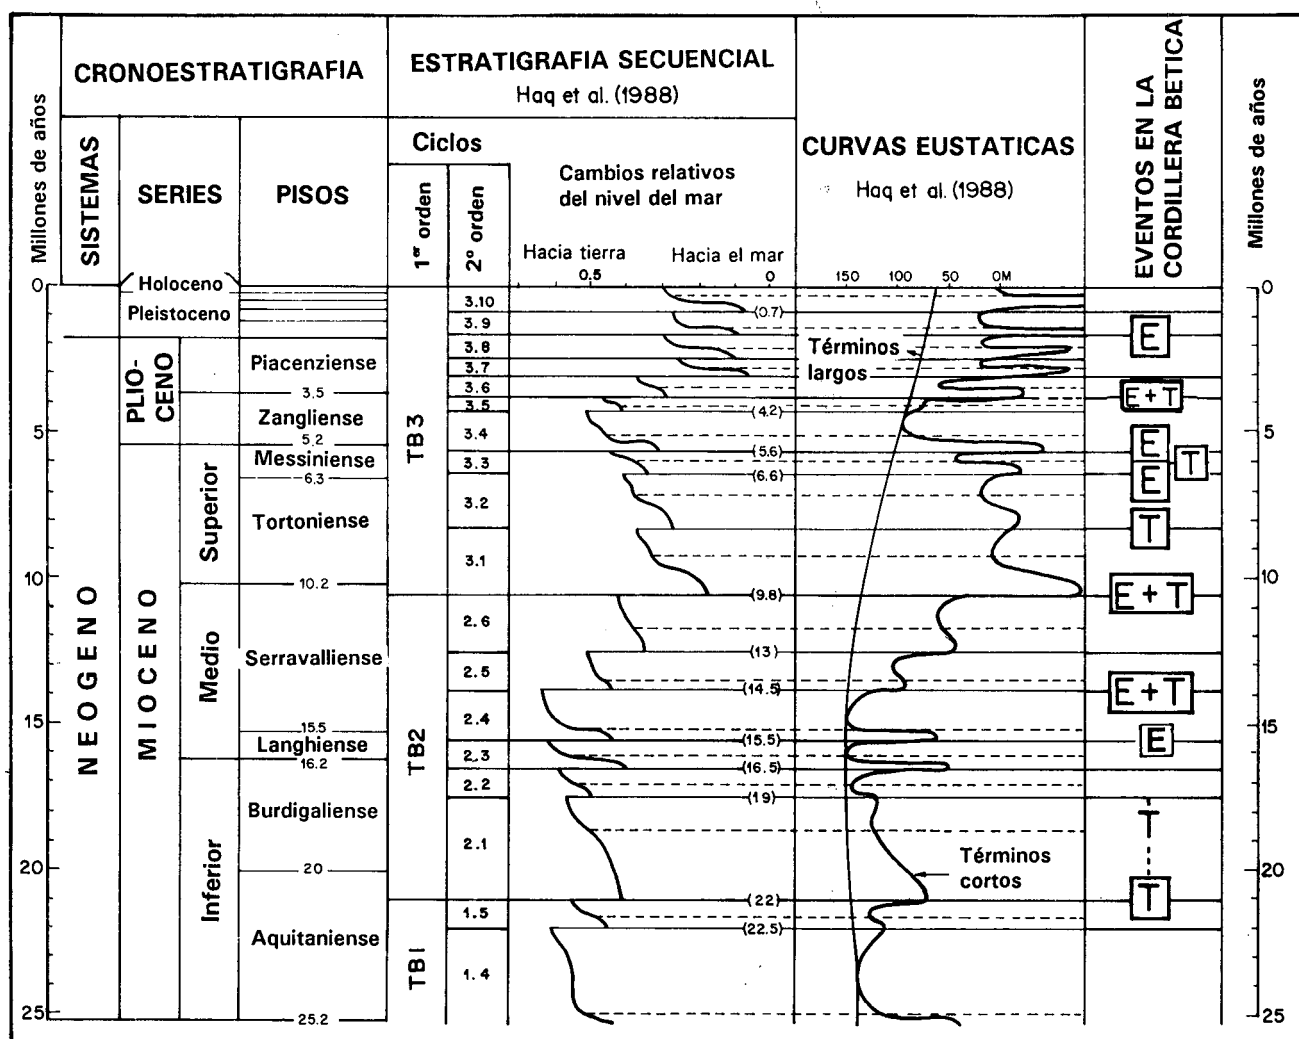 Millones de años
CRONOESTRATIGRAFIA
SISTEMAS
SERIES
PISOS
ESTRATIGRAFIA SECUENCIAL
Haq et al. (1988)
Ciclos
1er orden
2º orden
Cambios relativos
del nivel del mar
Hacia tierra
Hacia el mar
0.5
0
CURVAS EUSTATICAS
Haq et al. (1988)
150 100 50 0M
EVENTOS EN LA
CORDILLERA BETICA
Millones de años
0
5
10
15
20
25
NEOGENO
Holoceno
Pleistoceno
PLIO-
CENO
MIOCENO
Superior
Medio
Inferior
Piacenziense
3.5
Zangliense
5.2
Messiniense
6.3
Tortoniense
10.2
Serravalliense
15.5
Langhiense
16.2
Burdigaliense
20
Aquitaniense
25.2
TB3
TB2
TB1
3.10
3.9
3.8
3.7
3.6
3.5
3.4
3.3
3.2
3.1
2.6
2.5
2.4
2.3
2.2
2.1
1.5
1.4
(0.7)
(4.2)
(5.6)
(6.6)
(9.8)
(13)
(14.5)
(15.5)
(16.5)
(19)
(22)
(22.5)
Términos
largos
Términos
cortos
E
E+T
E
T
E
T
E+T
E+T
E
T
T
0
5
10
15
20
25